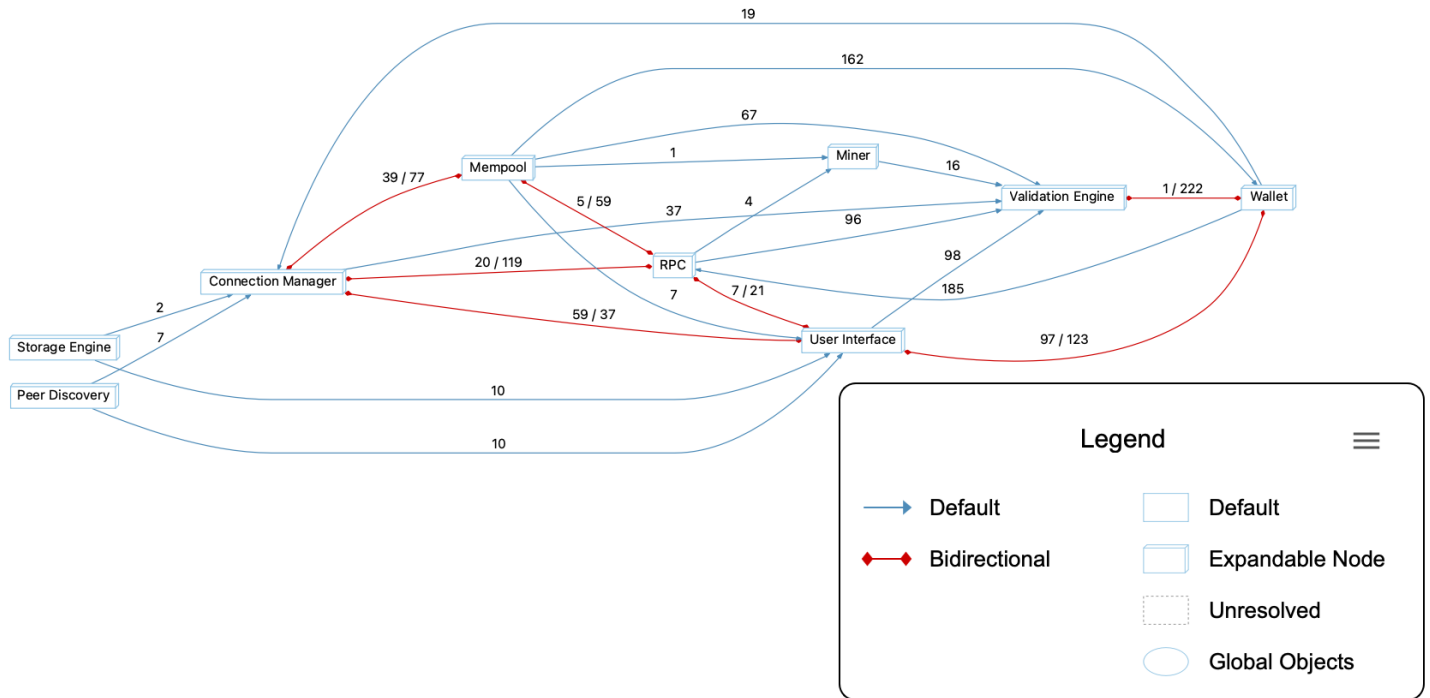 19
162
67
Mempool
1
Miner
16
39 / 77
5 / 59
4
37
96
Validation Engine
1 / 222
Wallet
Connection Manager
20 / 119
RPC
98
185
2
7
59 / 37
7
7 / 21
User Interface
97 / 123
Storage Engine
Peer Discovery
10
10
Legend
Default
Default
Bidirectional
Expandable Node
Unresolved
Global Objects